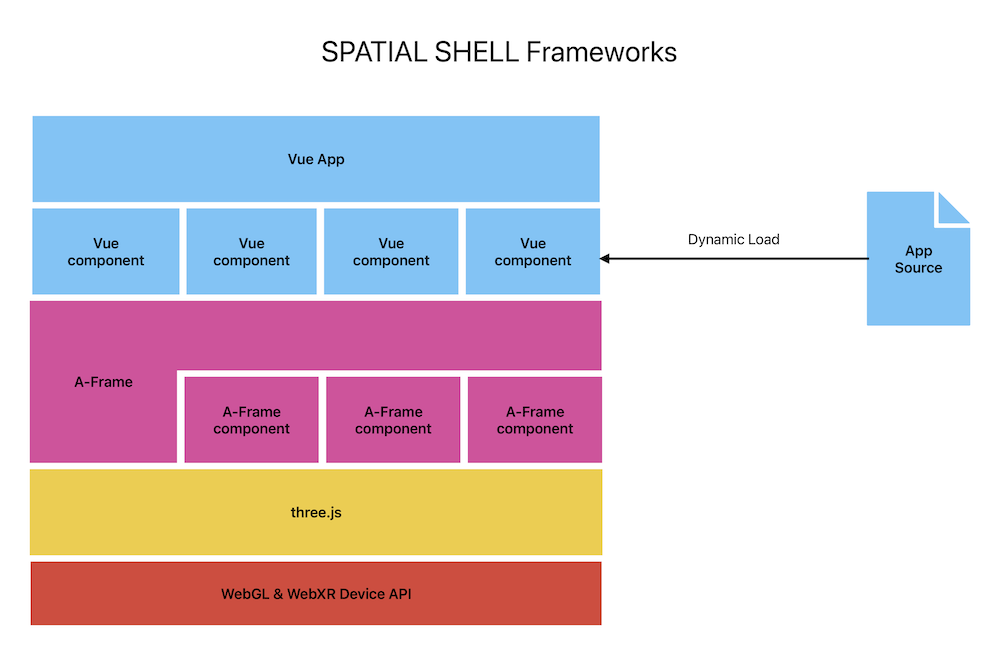 SPATIAL SHELL Frameworks
Vue App
Vue
component
Vue
component
Vue
component
Vue
component
Dynamic Load
App
Source
A-Frame
A-Frame
component
A-Frame
component
A-Frame
component
three.js
WebGL & WebXR Device API